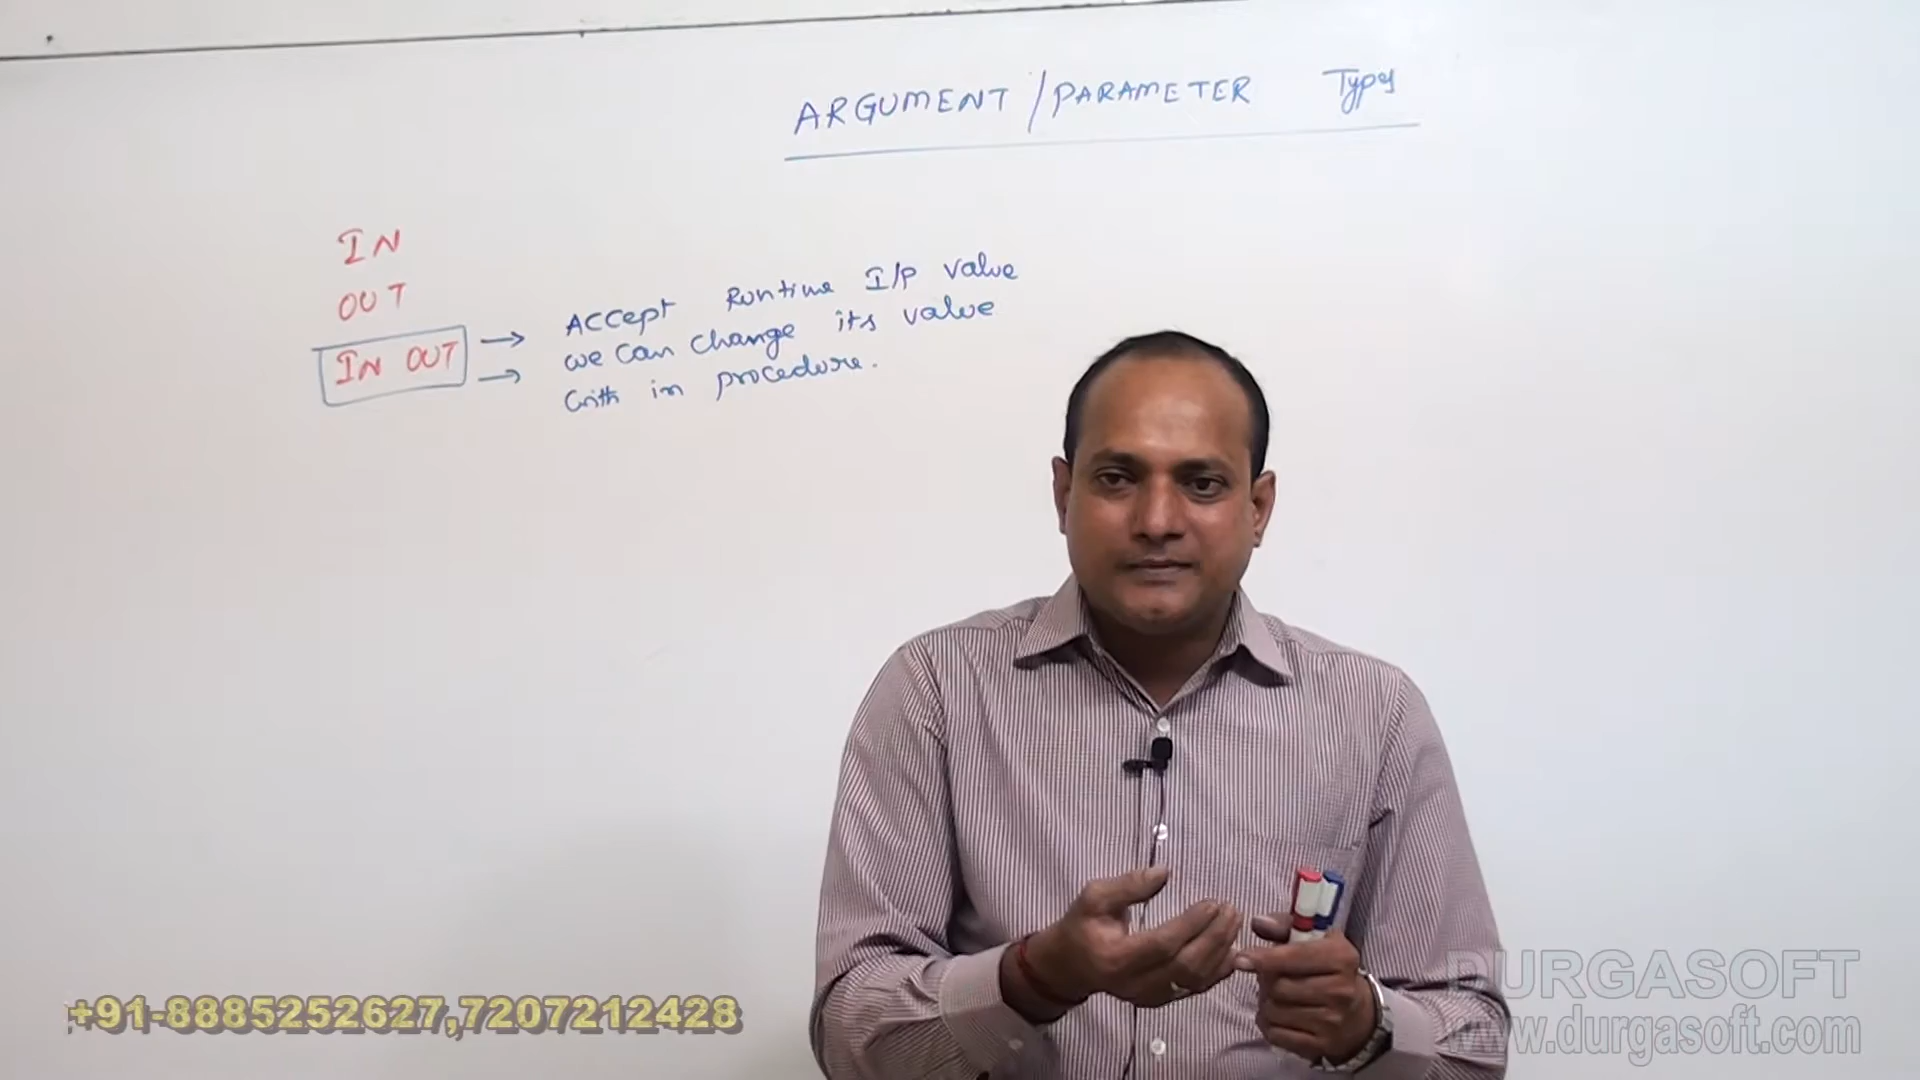 ARGUMENT/PARAMETER Types
IN
OUT
IN OUT
Accept Runtime I/P value
we can change its value
with in procedure.
+91-8885252627,7207212428
DURGASOFT
www.durgasoft.com